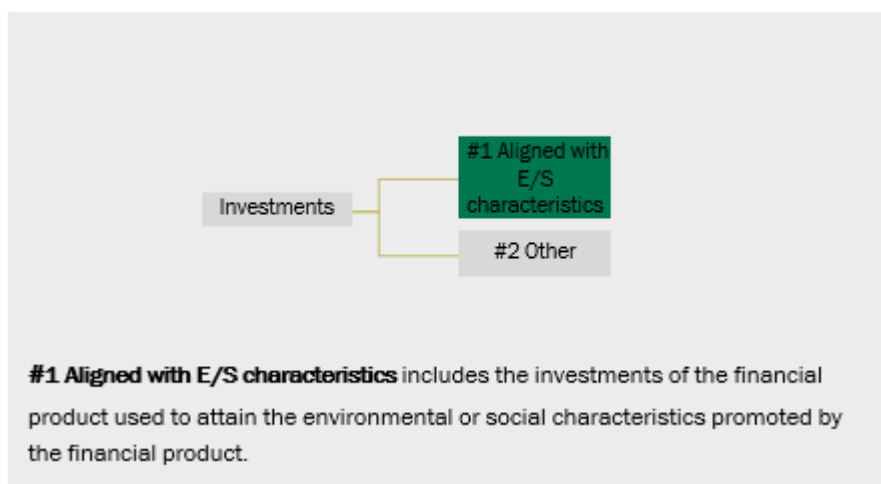 #1 Aligned with
E/S
characteristics
Investments
#2 Other
#1 Aligned with E/S characteristics includes the investments of the financial
product used to attain the environmental or social characteristics promoted by
the financial product.